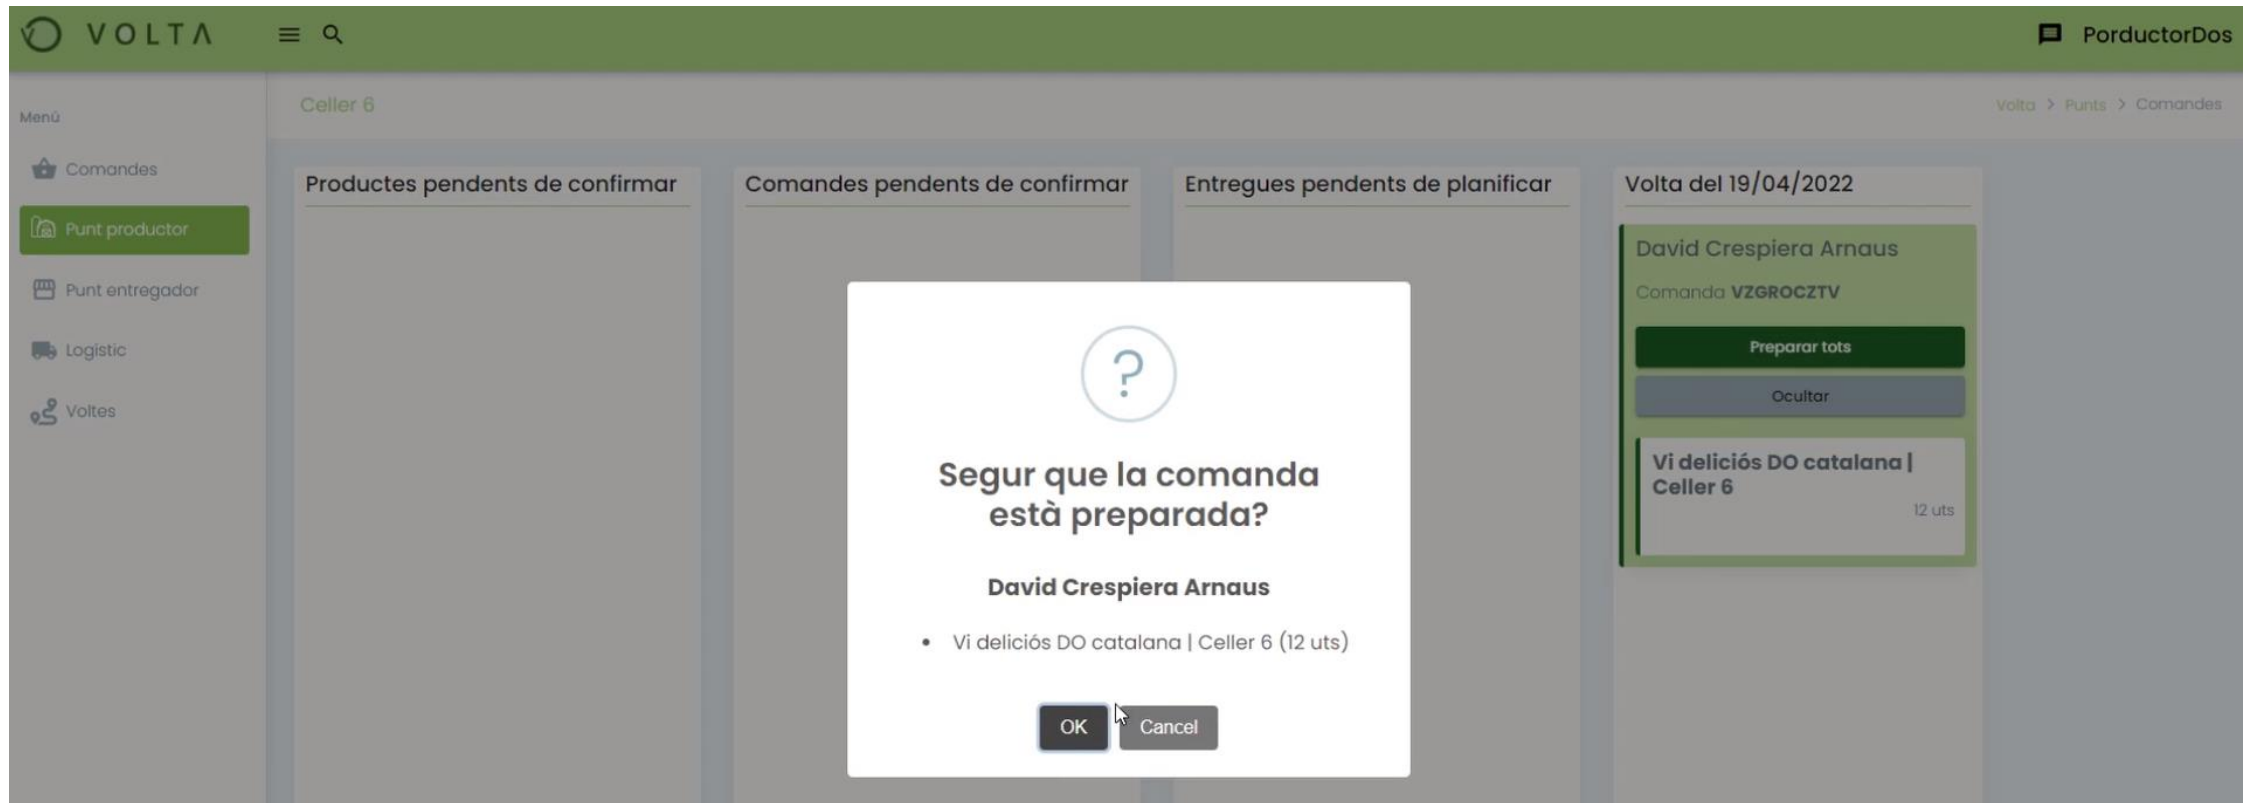 VOLTA
PorductorDos
Menú
Comandes
Punt productor
Punt entregador
Logístic
Voltes
Celler 6
Volta > Punts > Comandes
Productes pendents de confirmar
Comandes pendents de confirmar
Entregues pendents de planificar
Volta del 19/04/2022
David Crespiera Arnaus
Comanda VZGROCZTV
Preparar tots
Ocultar
Vi deliciós DO catalana |
Celler 6
12 uts
?
Segur que la comanda
està preparada?
David Crespiera Arnaus
• Vi deliciós DO catalana | Celler 6 (12 uts)
OK
Cancel